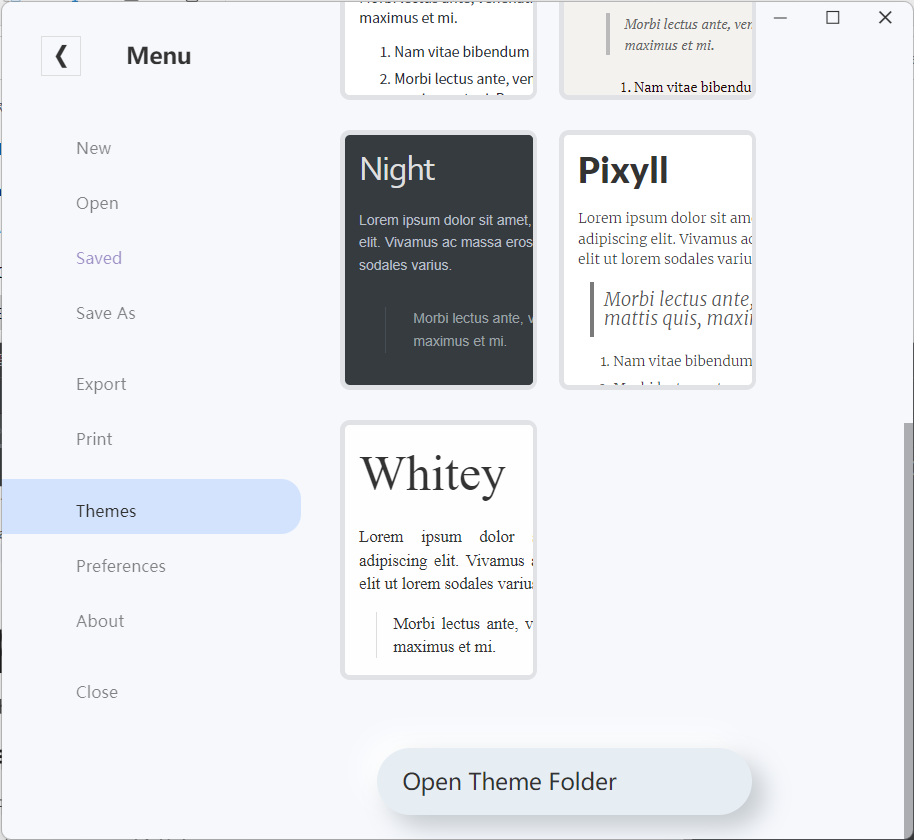 Menu
New
Open
Saved
Save As
Export
Print
Themes
Preferences
About
Close
maximus et mi.
1. Nam vitae bibendum
2. Morbi lectus ante, ver
Morbi lectus ante, ver
maximus et mi.
1. Nam vitae bibendu
Night
Lorem ipsum dolor sit amet,
elit. Vivamus ac massa eros
sodales varius.
Morbi lectus ante, v
maximus et mi.
Pixyll
Lorem ipsum dolor sit am
adipiscing elit. Vivamus ac
elit ut lorem sodales variu
Morbi lectus ante,
mattis quis, maxi
1. Nam vitae bibendum
Whitey
Lorem ipsum dolor
adipiscing elit. Vivamus a
elit ut lorem sodales variu
Morbi lectus ante, v
maximus et mi.
Open Theme Folder